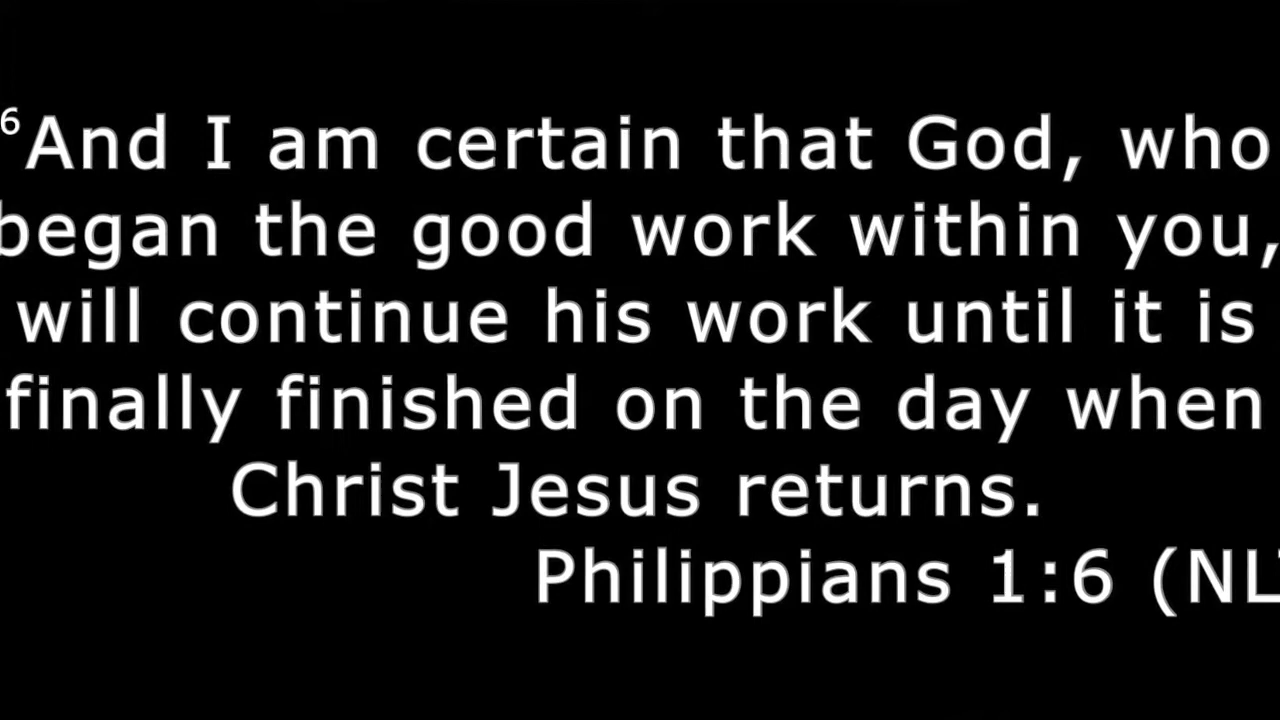 ⁶And I am certain that God, who
began the good work within you,
will continue his work until it is
finally finished on the day when
Christ Jesus returns.
Philippians 1:6 (NL